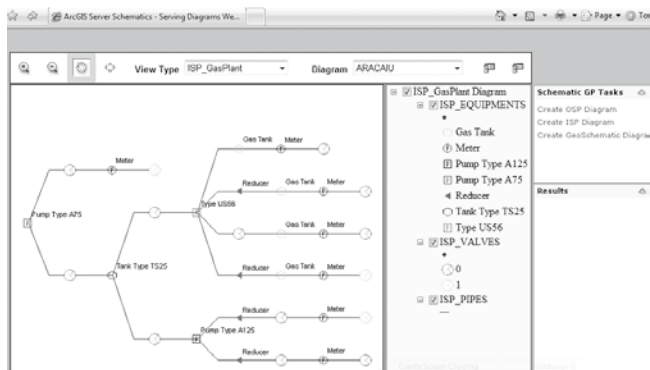 ArcGIS Server Schematics - Serving Diagrams We...
Page
View Type ISP_GasPlant Diagram ARACAIU
ISP_GasPlant Diagram
ISP_EQUIPMENTS
Gas Tank
Meter
Pump Type A125
Pump Type A75
Reducer
Tank Type TS25
Type US56
ISP_VALVES
0
1
ISP_PIPES
Schematic GP Tasks
Create OSP Diagram
Create ISP Diagram
Create GeoSchematic Diagram
Results
Gas Tank Meter
Meter
Reducer Gas Tank Meter
Pump Type A75
Type US56
Gas Tank Meter
Tank Type TS25
Reducer Gas Tank Meter
Reducer Meter
Pump Type A125
Reducer Meter